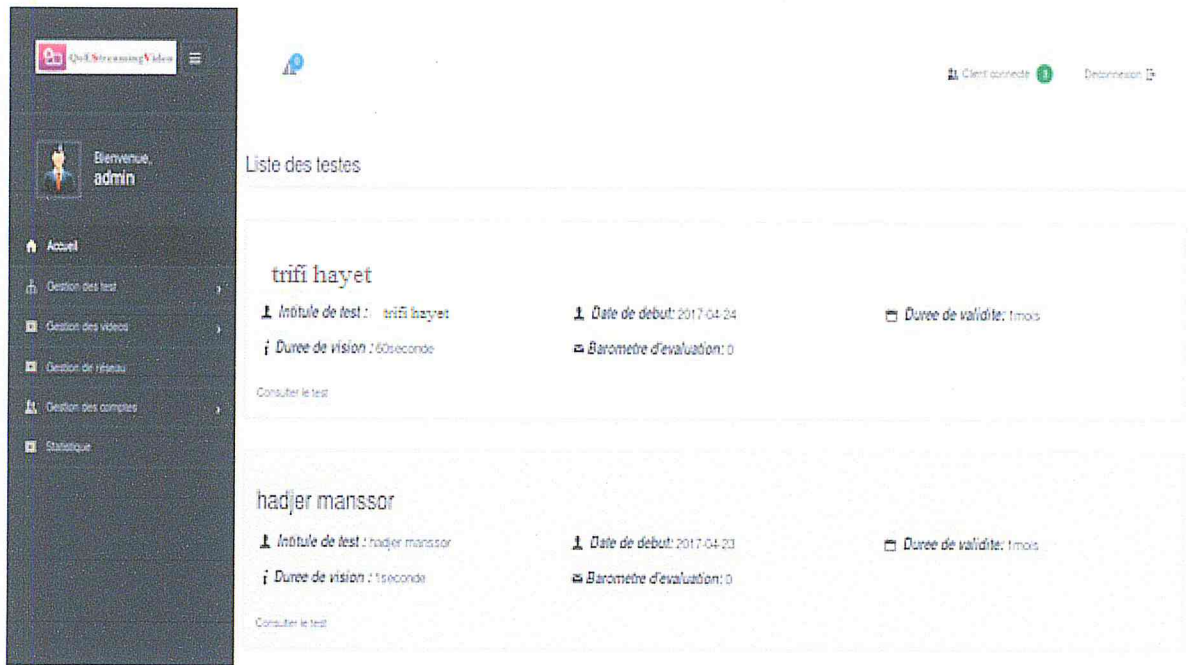 QoEStreamingVideo
Client connecte 3
Deconnexion
Bienvenue,
admin
Liste des testes
Accueil
Gestion des test
Gestion des videos
Gestion de réseau
Gestion des comptes
Statistique
trifi hayet
Intitule de test : trifi hayet
Date de debut: 2017-04-24
Duree de validite: 1mois
Duree de vision : 60seconde
Barometre d'evaluation: 0
Consulter le test
hadjer manssor
Intitule de test : hadjer manssor
Date de debut: 2017-04-23
Duree de validite: 1mois
Duree de vision : 1seconde
Barometre d'evaluation: 0
Consulter le test